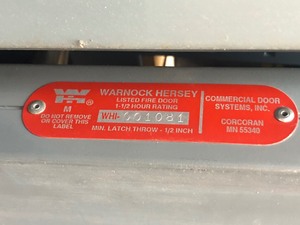 WH ®
M
DO NOT REMOVE
OR COVER THIS
LABEL
WARNOCK HERSEY
LISTED FIRE DOOR
1-1/2 HOUR RATING
WHI- 001081
MIN. LATCH THROW - 1/2 INCH
COMMERCIAL DOOR
SYSTEMS, INC.
CORCORAN
MN 55340